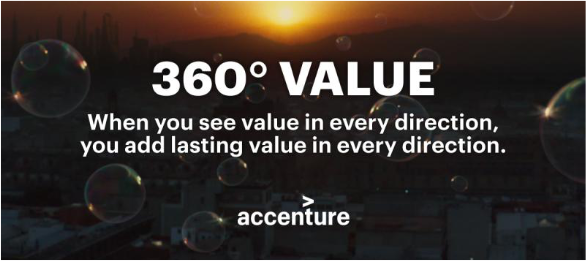 360° VALUE
When you see value in every direction,
you add lasting value in every direction.
>
accenture